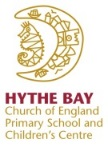 HYTHE BAY
Church of England
Primary School and
Children's Centre